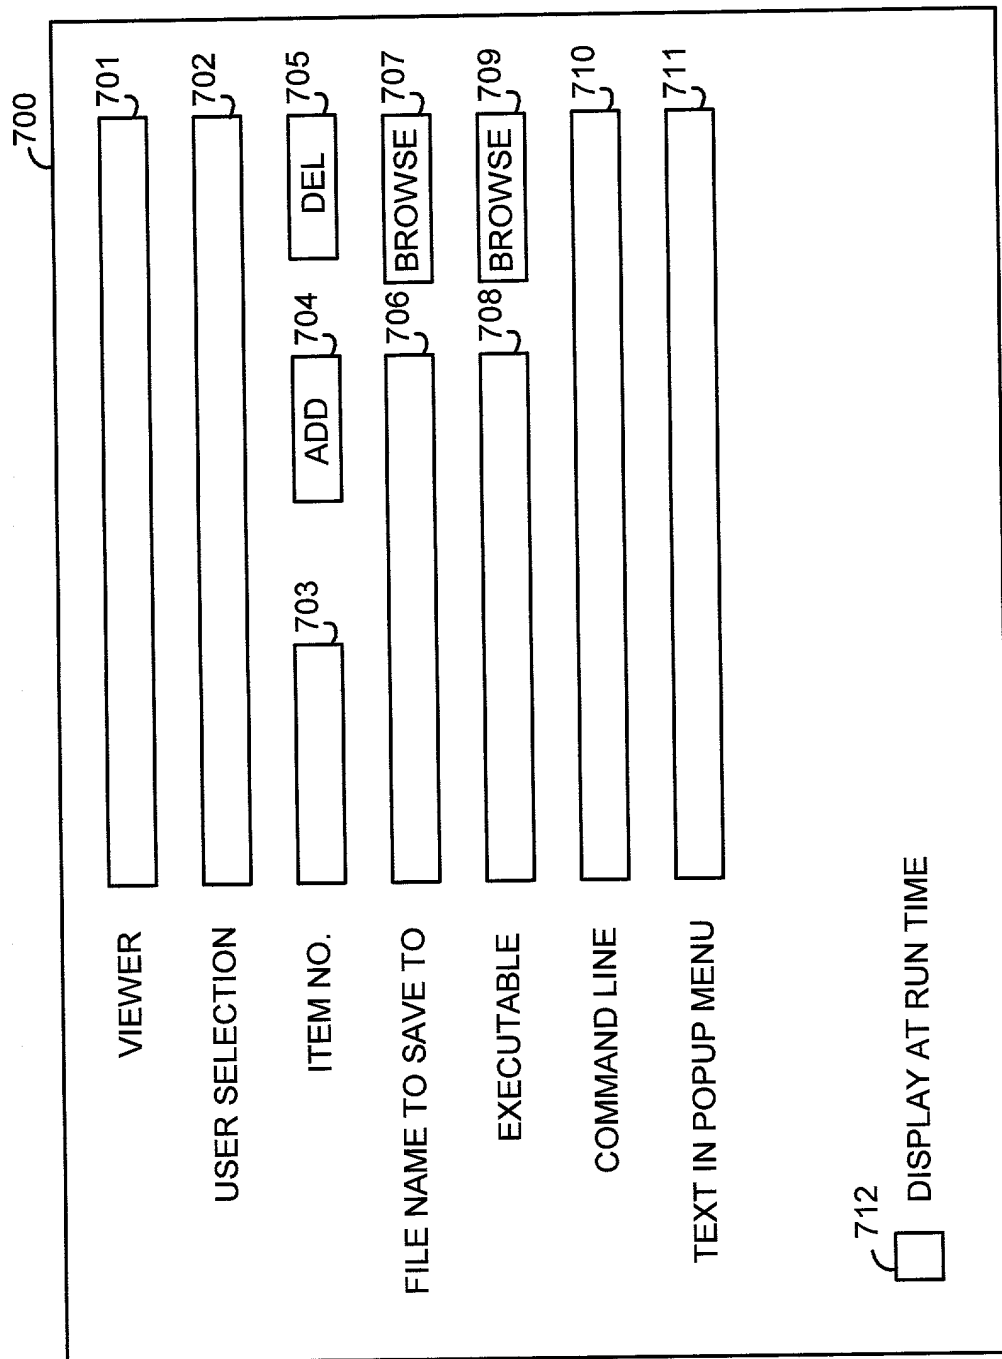 700
VIEWER 701
USER SELECTION 702
ITEM NO. 703 ADD 704 DEL 705
FILE NAME TO SAVE TO 706 BROWSE 707
EXECUTABLE 708 BROWSE 709
COMMAND LINE 710
TEXT IN POPUP MENU 711
712 DISPLAY AT RUN TIME